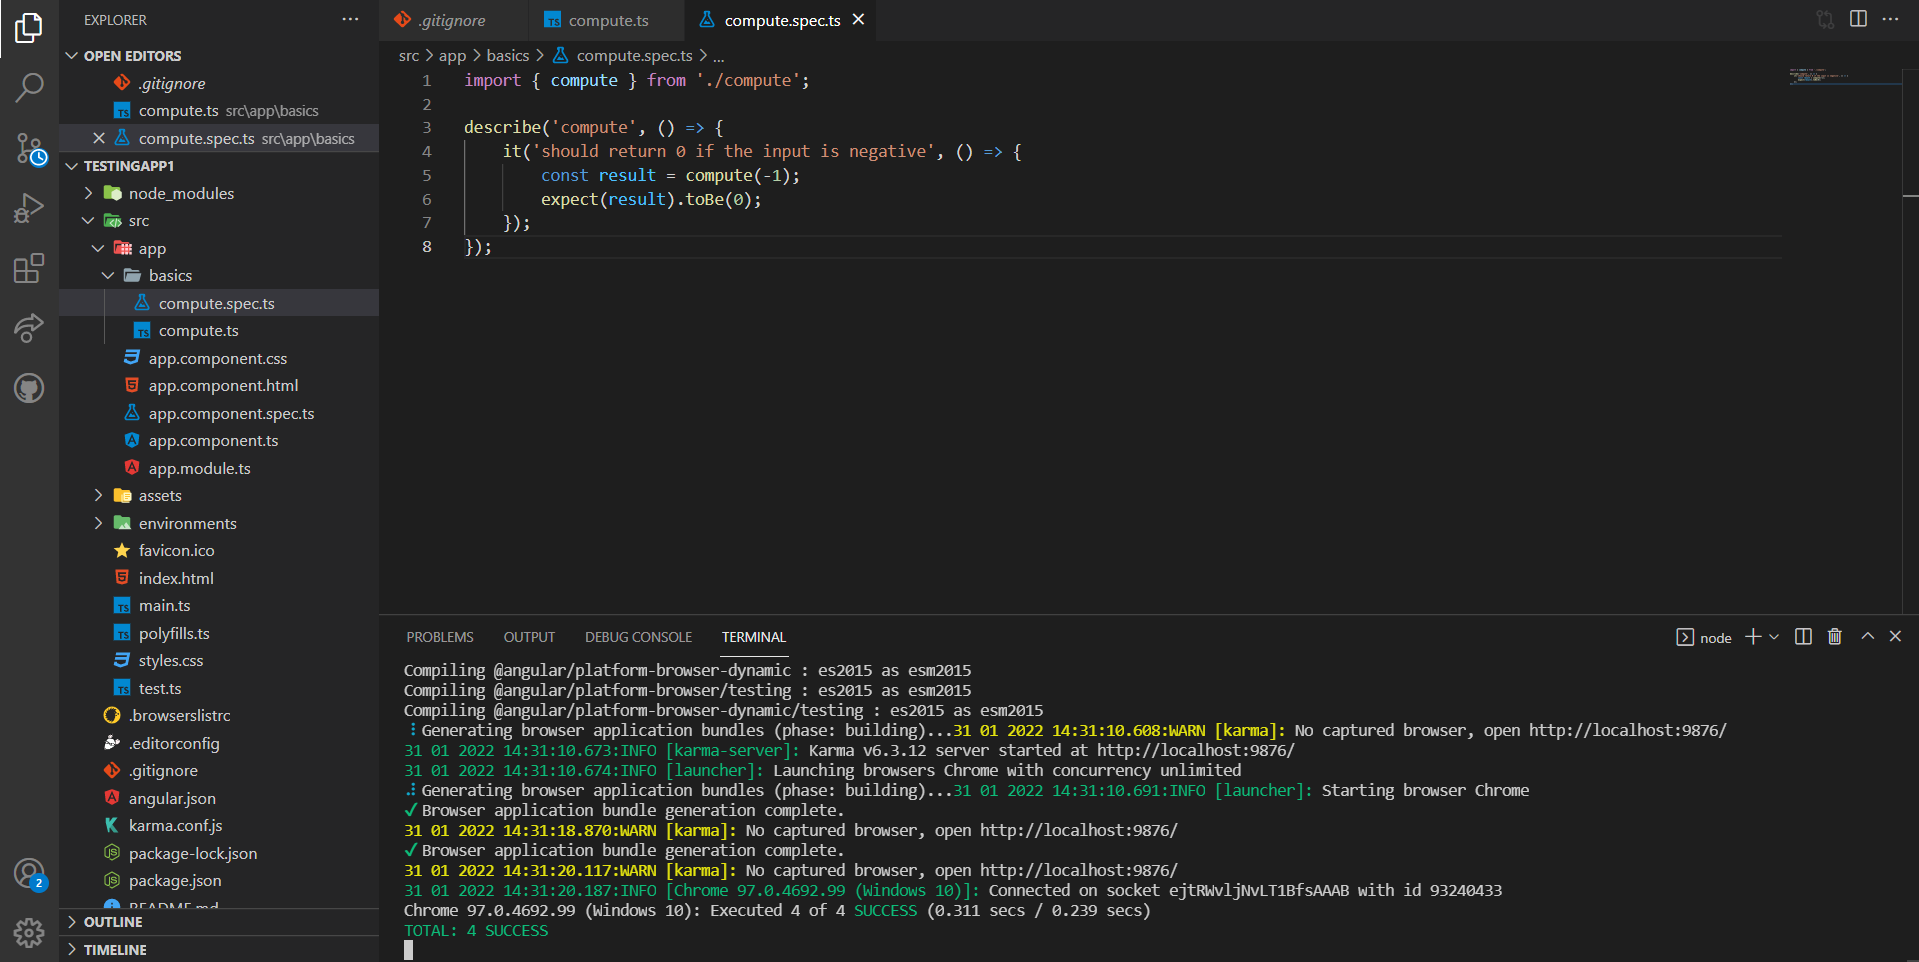 EXPLORER
OPEN EDITORS
.gitignore
compute.ts src\app\basics
compute.spec.ts src\app\basics
TESTINGAPP1
node_modules
src
app
basics
compute.spec.ts
compute.ts
app.component.css
app.component.html
app.component.spec.ts
app.component.ts
app.module.ts
assets
environments
favicon.ico
index.html
main.ts
polyfills.ts
styles.css
test.ts
.browserslistrc
.editorconfig
.gitignore
angular.json
karma.conf.js
package-lock.json
package.json
README.md
OUTLINE
TIMELINE
2
.gitignore
compute.ts
compute.spec.ts
src > app > basics > compute.spec.ts > ...
1 import { compute } from './compute';
2
3 describe('compute', () => {
4 it('should return 0 if the input is negative', () => {
5 const result = compute(-1);
6 expect(result).toBe(0);
7 });
8 });
PROBLEMS OUTPUT DEBUG CONSOLE TERMINAL
node
Compiling @angular/platform-browser-dynamic : es2015 as esm2015
Compiling @angular/platform-browser/testing : es2015 as esm2015
Compiling @angular/platform-browser-dynamic/testing : es2015 as esm2015
Generating browser application bundles (phase: building)...31 01 2022 14:31:10.608:WARN [karma]: No captured browser, open http://localhost:9876/
31 01 2022 14:31:10.673:INFO [karma-server]: Karma v6.3.12 server started at http://localhost:9876/
31 01 2022 14:31:10.674:INFO [launcher]: Launching browsers Chrome with concurrency unlimited
Generating browser application bundles (phase: building)...31 01 2022 14:31:10.691:INFO [launcher]: Starting browser Chrome
✓ Browser application bundle generation complete.
31 01 2022 14:31:18.870:WARN [karma]: No captured browser, open http://localhost:9876/
✓ Browser application bundle generation complete.
31 01 2022 14:31:20.117:WARN [karma]: No captured browser, open http://localhost:9876/
31 01 2022 14:31:20.187:INFO [Chrome 97.0.4692.99 (Windows 10)]: Connected on socket ejtRWvljNvLT1BfsAAAB with id 93240433
Chrome 97.0.4692.99 (Windows 10): Executed 4 of 4 SUCCESS (0.311 secs / 0.239 secs)
TOTAL: 4 SUCCESS